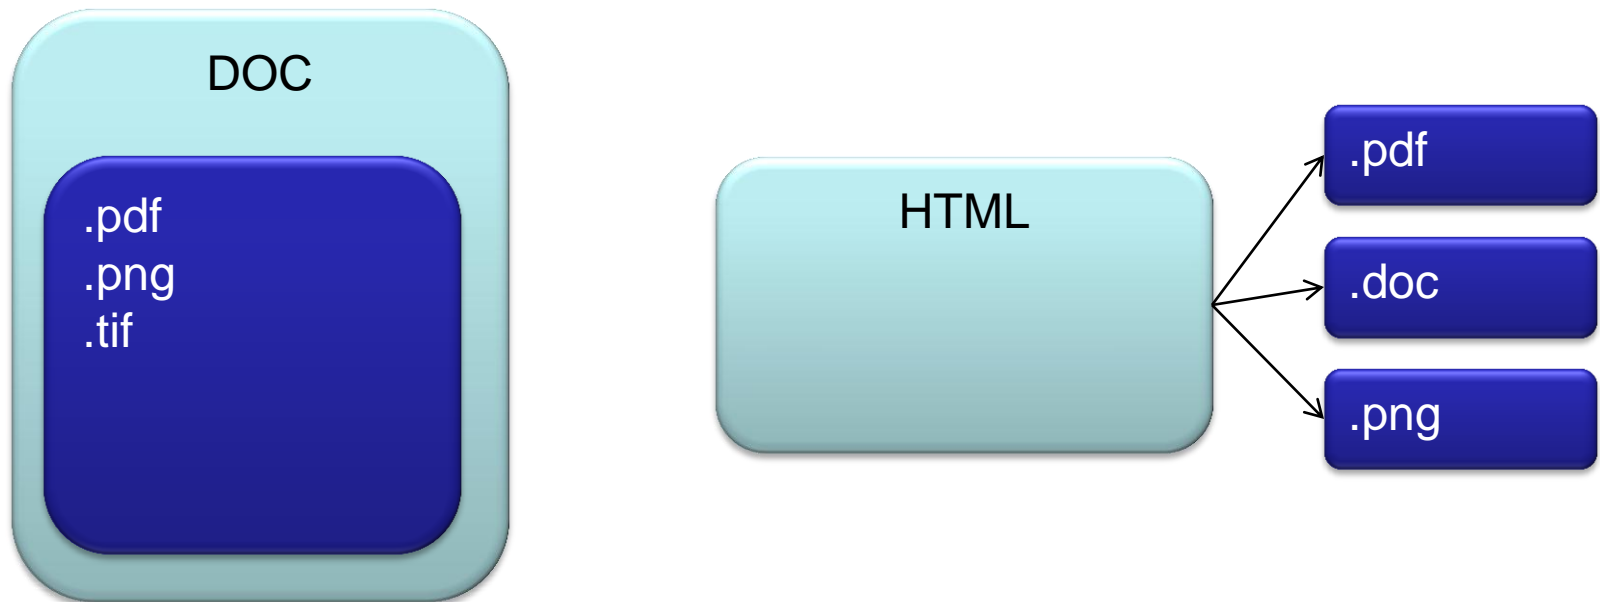 DOC
.pdf
.png
.tif
HTML
.pdf
.doc
.png